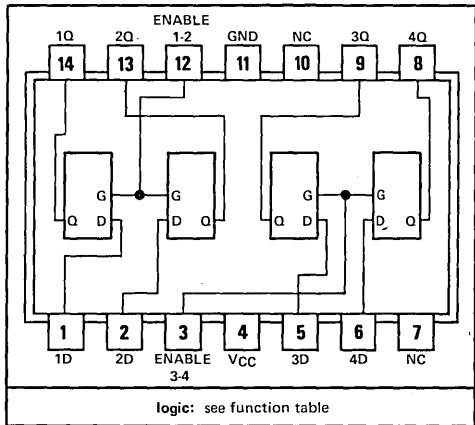 ENABLE
1Q 2Q 1-2 GND NC 3Q 4Q
14 13 12 11 10 9 8
G G G G
Q D D Q Q D D Q
1 2 3 4 5 6 7
1D 2D ENABLE VCC 3D 4D NC
3-4
logic: see function table